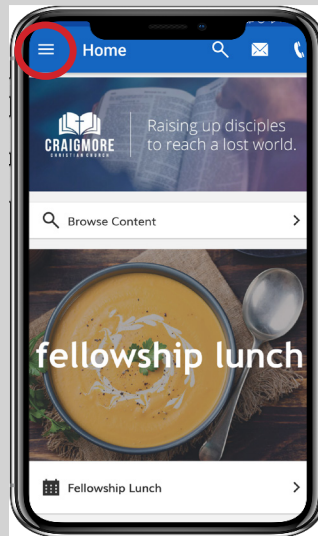 Home
CRAIGMORE
CHRISTIAN CHURCH
Raising up disciples
to reach a lost world.
Browse Content
fellowship lunch
Fellowship Lunch